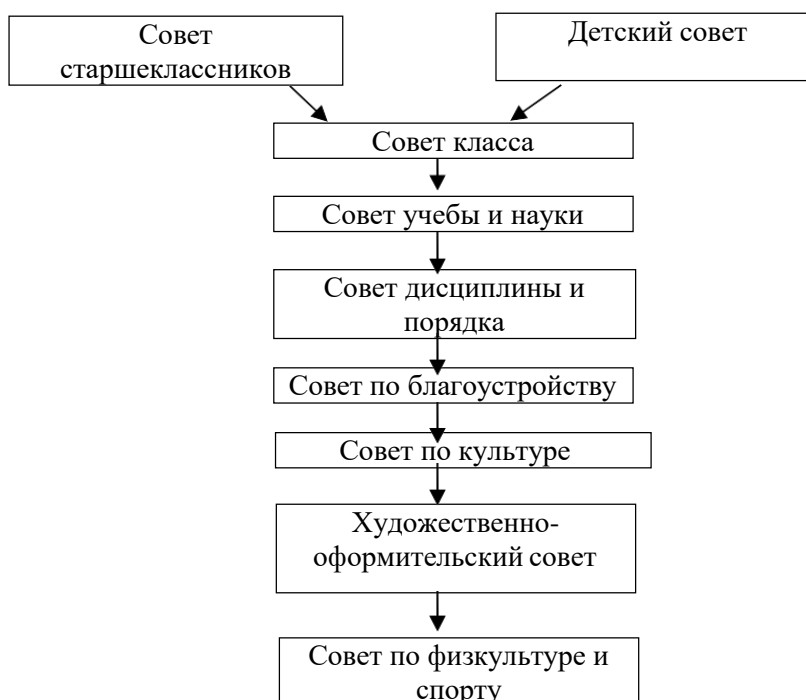 Совет
старшеклассников
Детский совет
Совет класса
Совет учебы и науки
Совет дисциплины и
порядка
Совет по благоустройству
Совет по культуре
Художественно-
оформительский совет
Совет по физкультуре и
спорту